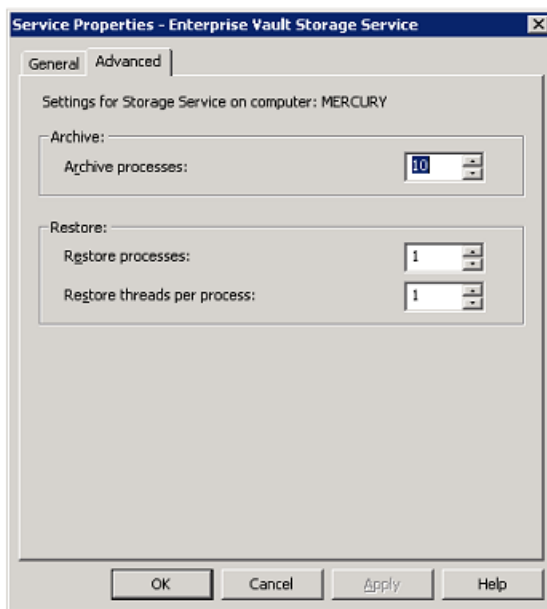 Service Properties - Enterprise Vault Storage Service
General Advanced
Settings for Storage Service on computer: MERCURY
Archive:
Archive processes: 10
Restore:
Restore processes: 1
Restore threads per process: 1
OK Cancel Apply Help